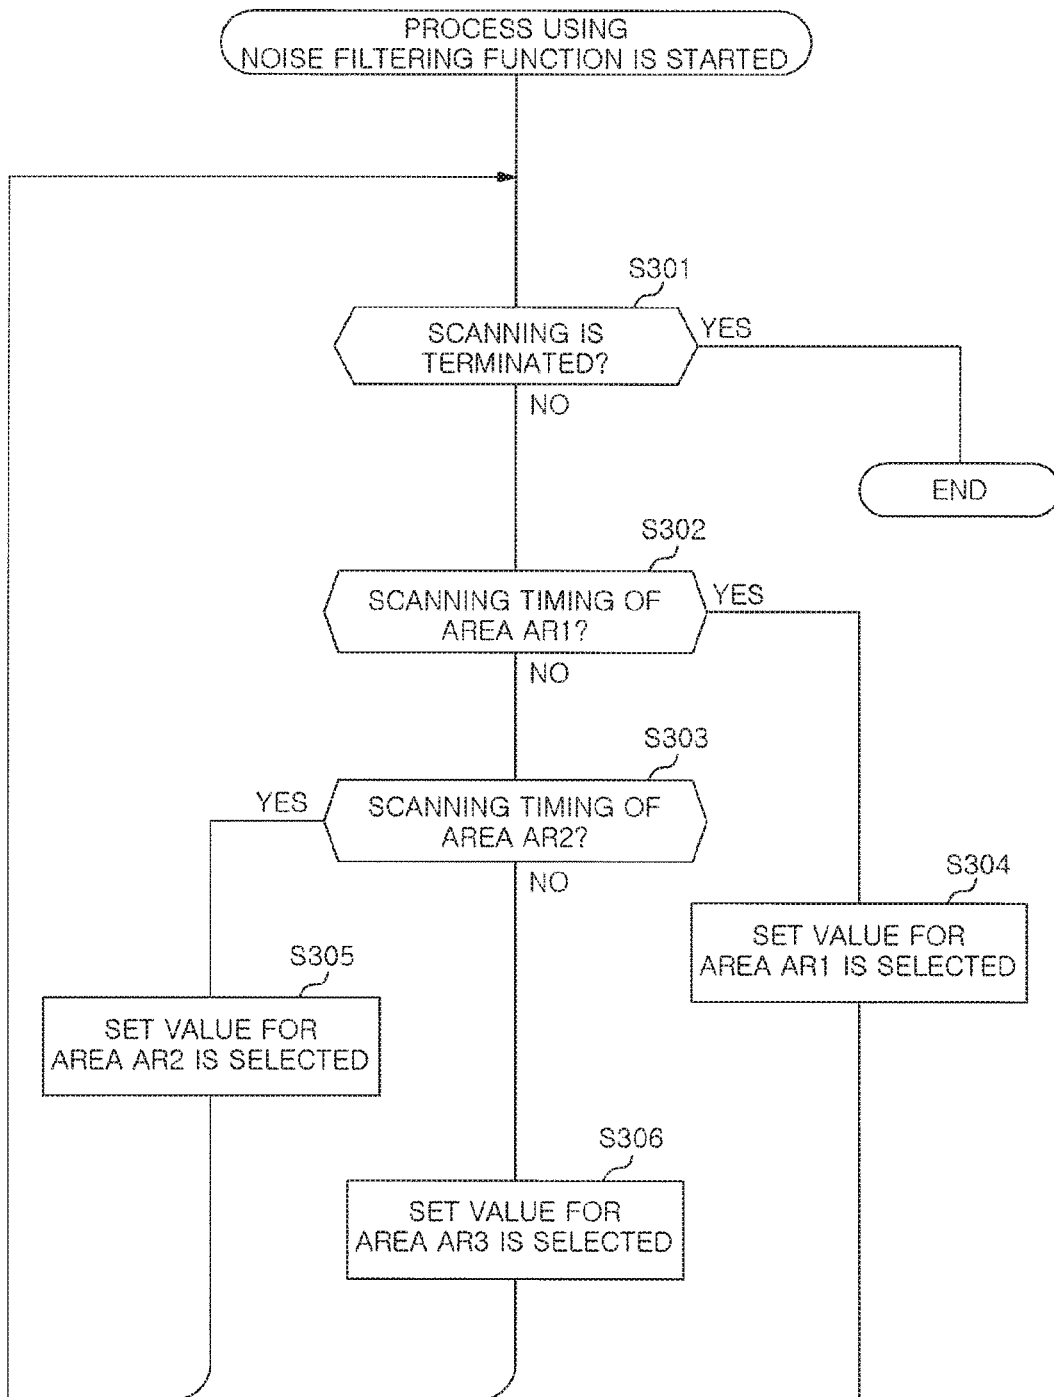 PROCESS USING
NOISE FILTERING FUNCTION IS STARTED
S301
SCANNING IS
TERMINATED?
YES
NO
END
S302
SCANNING TIMING OF
AREA AR1?
YES
NO
S303
YES
SCANNING TIMING OF
AREA AR2?
NO
S304
SET VALUE FOR
AREA AR1 IS SELECTED
S305
SET VALUE FOR
AREA AR2 IS SELECTED
S306
SET VALUE FOR
AREA AR3 IS SELECTED